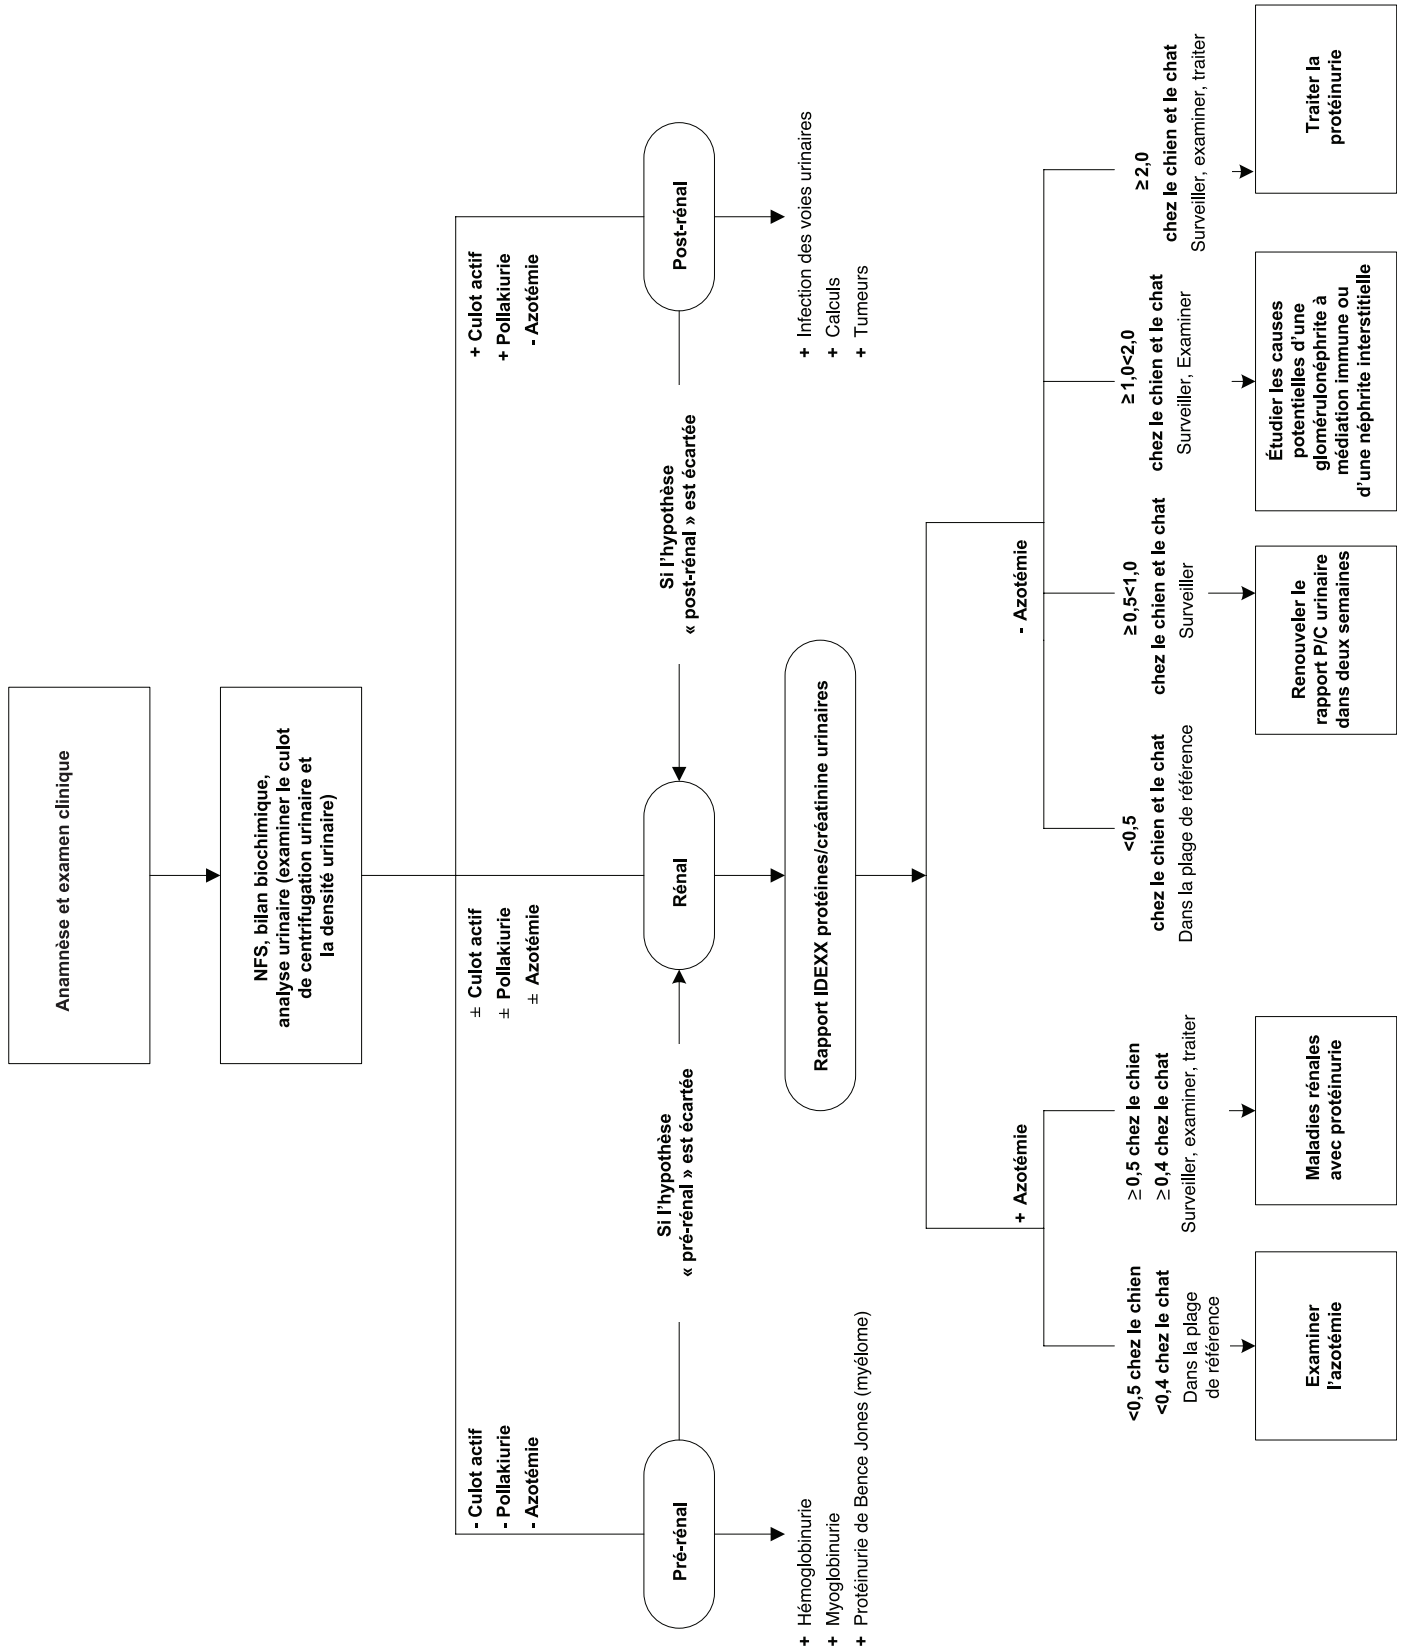 Anamnèse et examen clinique
NFS, bilan biochimique,
analyse urinaire (examiner le culot
de centrifugation urinaire et
la densité urinaire)
- Culot actif
- Pollakiurie
- Azotémie
± Culot actif
± Pollakiurie
± Azotémie
+ Culot actif
+ Pollakiurie
- Azotémie
Pré-rénal
Si l'hypothèse
« pré-rénal » est écartée
Rénal
Si l'hypothèse
« post-rénal » est écartée
Post-rénal
+ Hémoglobinurie
+ Myoglobinurie
+ Protéinurie de Bence Jones (myélome)
Rapport IDEXX protéines/créatinine urinaires
+ Infection des voies urinaires
+ Calculs
+ Tumeurs
+ Azotémie
- Azotémie
<0,5 chez le chien
<0,4 chez le chat
Dans la plage
de référence
≥0,5 chez le chien
≥0,4 chez le chat
Surveiller, examiner, traiter
<0,5
chez le chien et le chat
Dans la plage de référence
≥0,5<1,0
chez le chien et le chat
Surveiller
≥1,0<2,0
chez le chien et le chat
Surveiller, Examiner
≥2,0
chez le chien et le chat
Surveiller, examiner, traiter
Examiner
l'azotémie
Maladies rénales
avec protéinurie
Renouveler le
rapport P/C urinaire
dans deux semaines
Étudier les causes
potentielles d'une
glomérulonéphrite à
médiation immune ou
d'une néphrite interstitielle
Traiter la
protéinurie